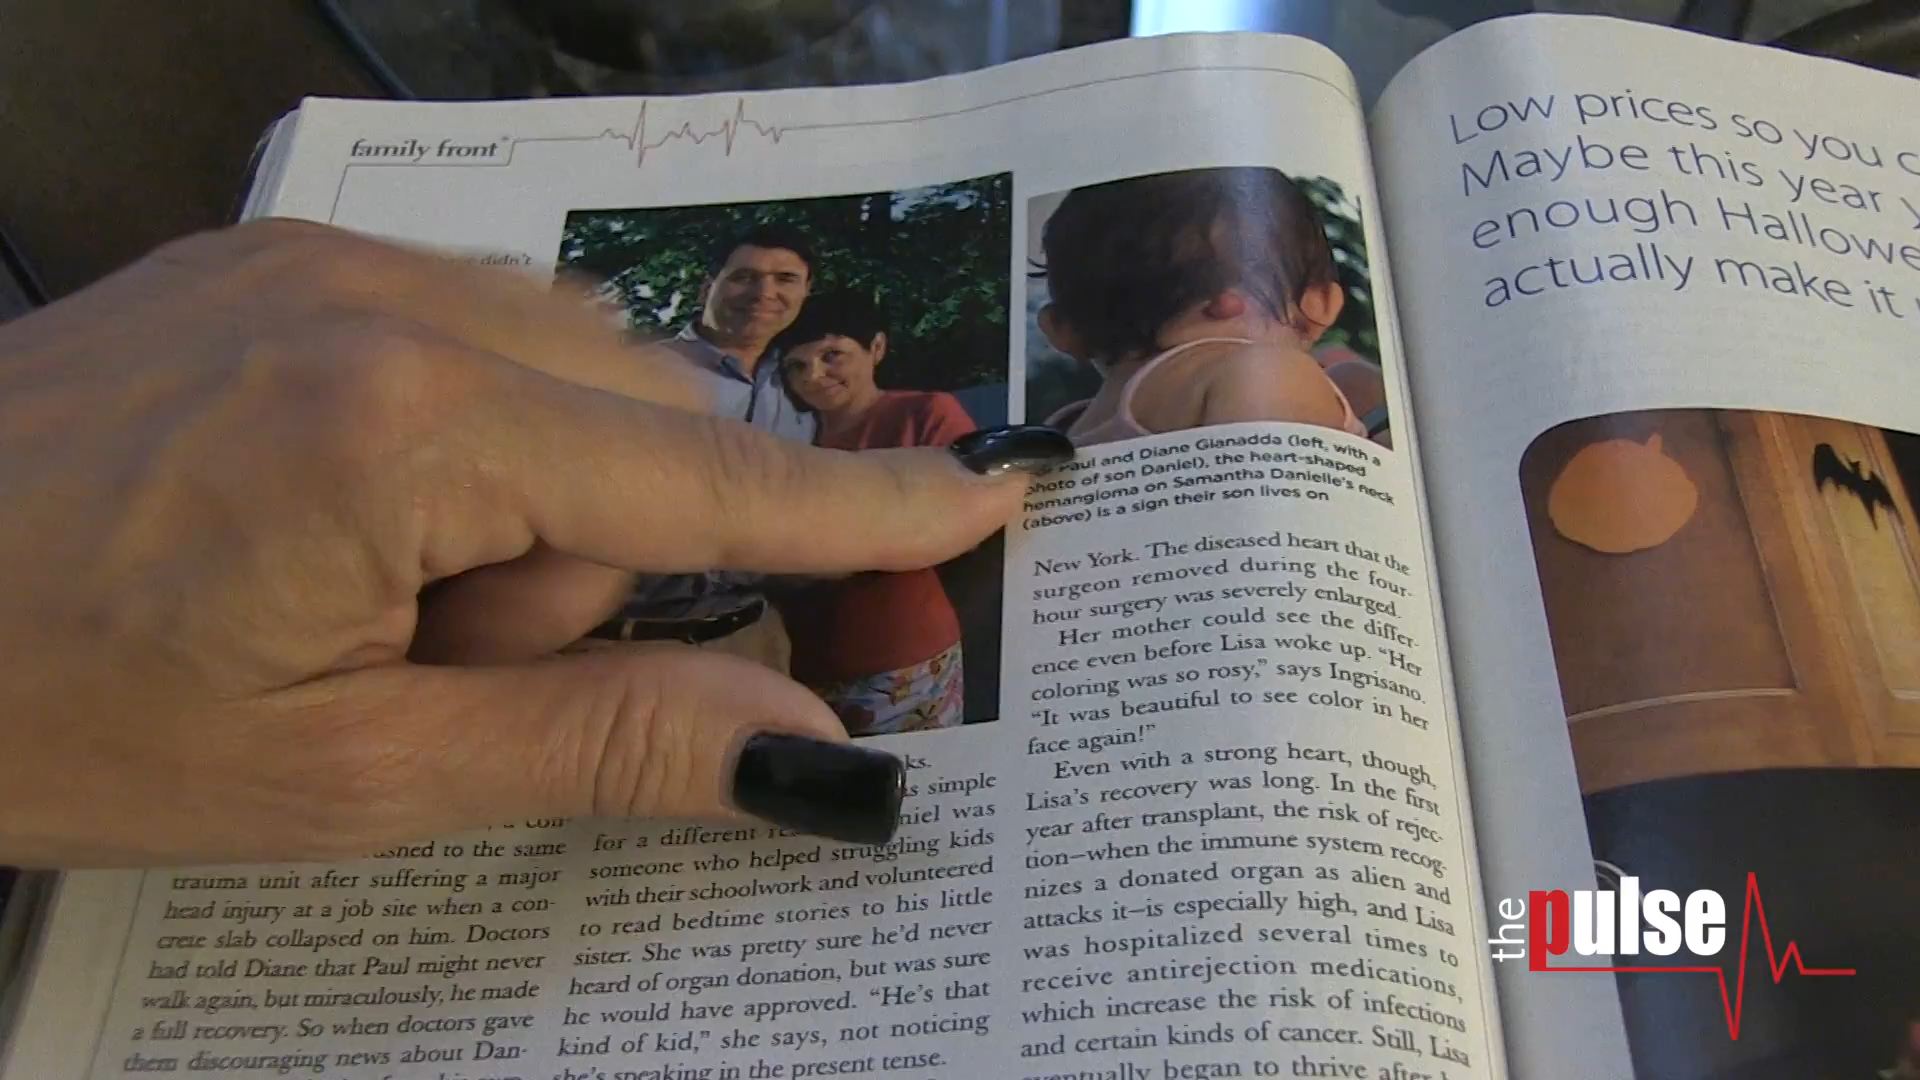 family front
didn't
ks.
s simple
niel was
for a different
someone who helped struggling kids
with their schoolwork and volunteered
to read bedtime stories to his little
sister. She was pretty sure he'd never
heard of organ donation, but was sure
he would have approved. "He's that
kind of kid," she says, not noticing
she's speaking in the present tense.
to the same
trauma unit after suffering a major
head injury at a job site when a con-
crete slab collapsed on him. Doctors
had told Diane that Paul might never
walk again, but miraculously, he made
a full recovery. So when doctors gave
them discouraging news about Dan-
Paul and Diane Gianadda (left, with a
photo of son Daniel), the heart-shaped
hemangioma on Samantha Danielle's neck
(above) is a sign their son lives on
New York. The diseased heart that the
surgeon removed during the four-
hour surgery was severely enlarged.
Her mother could see the differ-
ence even before Lisa woke up. "Her
coloring was so rosy," says Ingrisano.
"It was beautiful to see color in her
face again!"
Even with a strong heart, though,
Lisa's recovery was long. In the first
year after transplant, the risk of rejec-
tion—when the immune system recog-
nizes a donated organ as alien and
attacks it—is especially high, and Lisa
was hospitalized several times to
receive antirejection medications,
which increase the risk of infections
and certain kinds of cancer. Still, Lisa
eventually began to thrive after
Low prices so you c
Maybe this year y
enough Hallowe
actually make it
the pulse